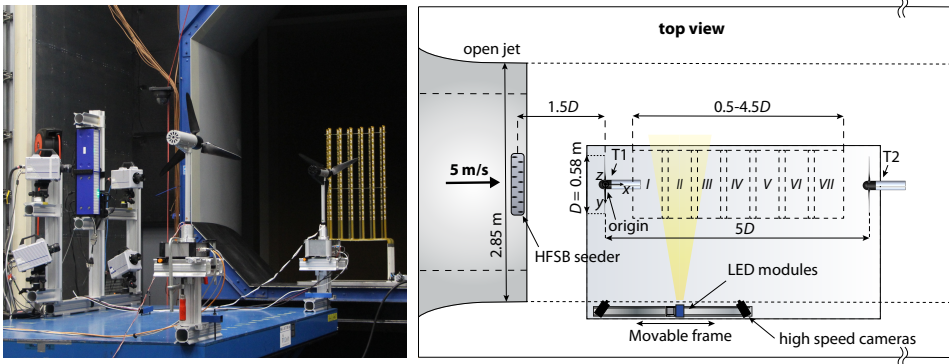 top view
open jet
1.5D
0.5-4.5D
T1
T2
5 m/s
2.85 m
D = 0.58 m
z
x
y
I
II
III
IV
V
VI
VII
origin
5D
HFSB seeder
LED modules
Movable frame
high speed cameras